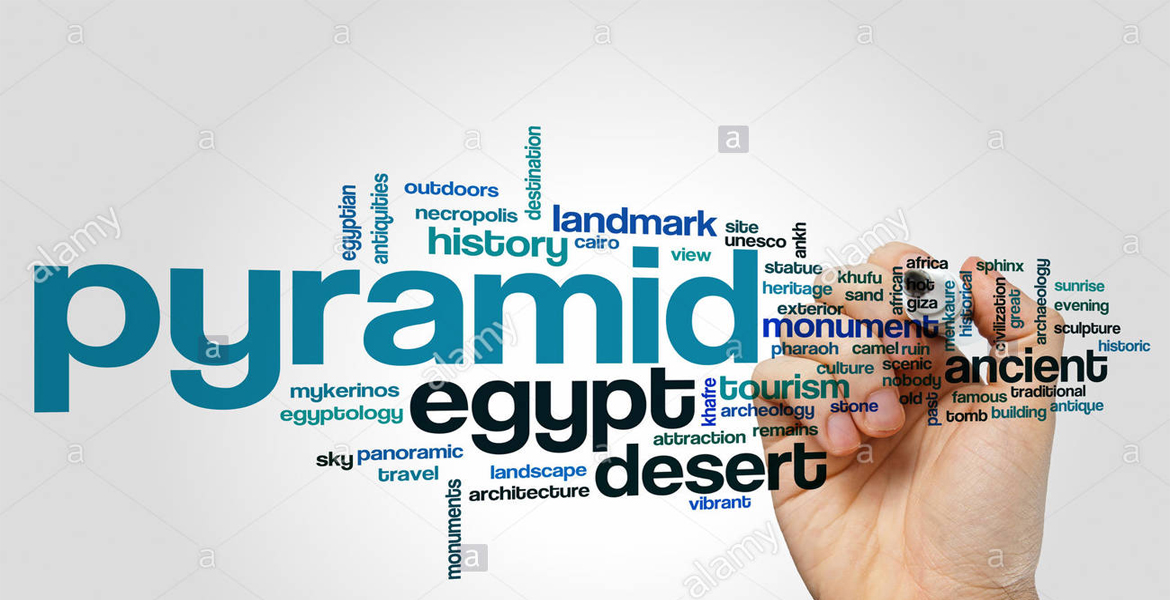 destination
egyptian
antiquities
outdoors
necropolis
landmark
site
history
cairo
unesco
ankh
view
pyramid
statue
khufu
african
africa
sphinx
archaeology
heritage
sand
hot
giza
menkaure
historical
civilization
great
sunrise
exterior
evening
monument
sculpture
pharaoh
camel
ruin
historic
culture
scenic
ancient
mykerinos
egypt
khafre
tourism
nobody
old
past
famous
traditional
egyptology
archeology
stone
tomb
building
antique
attraction
remains
sky
panoramic
travel
landscape
desert
monuments
architecture
vibrant
a
alamy